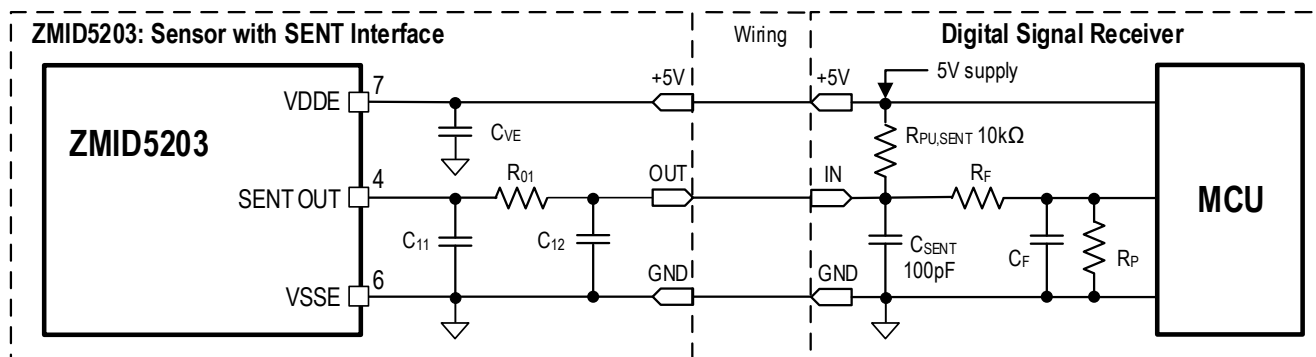 ZMID5203: Sensor with SENT Interface
Wiring
Digital Signal Receiver
7
+5V
+5V
5V supply
VDDE
ZMID5203
CVE
RPU,SENT 10kΩ
4
R01
OUT
IN
RF
SENT OUT
MCU
C11
C12
CSENT
100pF
CF
RP
6
GND
GND
VSSE